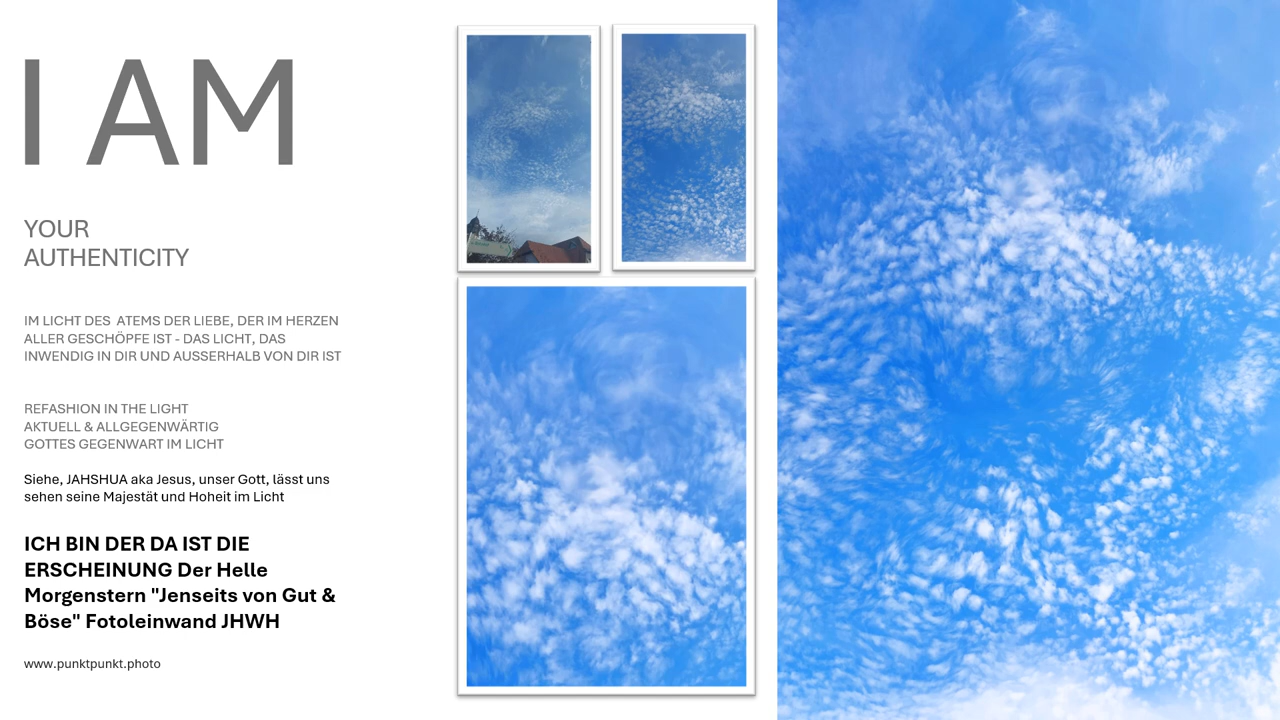 I AM
YOUR
AUTHENTICITY
IM LICHT DES  ATEMS DER LIEBE, DER IM HERZEN
ALLER GESCHÖPFE IST - DAS LICHT, DAS
INWENDIG IN DIR UND AUSSERHALB VON DIR IST
REFASHION IN THE LIGHT
AKTUELL & ALLGEGENWÄRTIG
GOTTES GEGENWART IM LICHT
Siehe, JAHSHUA aka Jesus, unser Gott, lässt uns
sehen seine Majestät und Hoheit im Licht
ICH BIN DER DA IST DIE
ERSCHEINUNG Der Helle
Morgenstern "Jenseits von Gut &
Böse" Fotoleinwand JHWH
www.punktpunkt.photo